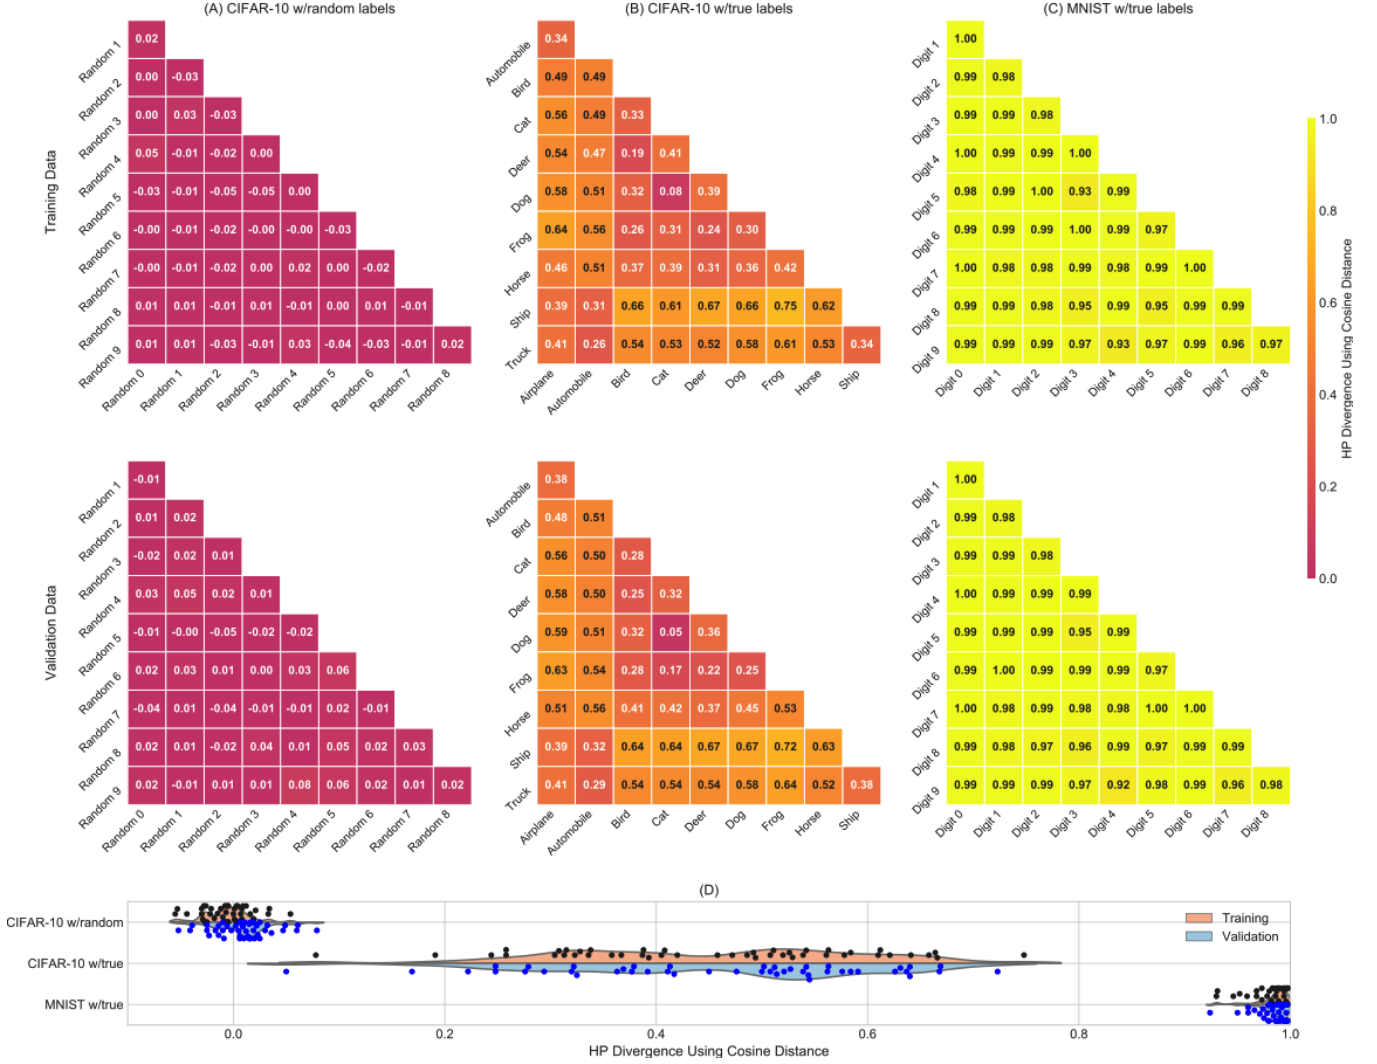 (A) CIFAR-10 w/random labels
(B) CIFAR-10 w/true labels
(C) MNIST w/true labels
Training Data
Random 1 0.02
Random 2 0.00 -0.03
Random 3 0.00 0.03 -0.03
Random 4 0.05 -0.01 -0.02 0.00
Random 5 -0.03 -0.01 -0.05 -0.05 0.00
Random 6 -0.00 -0.01 -0.02 -0.00 -0.00 -0.03
Random 7 -0.00 -0.01 -0.02 0.00 0.02 0.00 -0.02
Random 8 0.01 0.01 -0.01 0.01 -0.01 0.00 0.01 -0.01
Random 9 0.01 0.01 -0.03 -0.01 0.03 -0.04 -0.03 -0.01 0.02
Random 0 Random 1 Random 2 Random 3 Random 4 Random 5 Random 6 Random 7 Random 8
Automobile 0.34
Bird 0.49 0.49
Cat 0.56 0.49 0.33
Deer 0.54 0.47 0.19 0.41
Dog 0.58 0.51 0.32 0.08 0.39
Frog 0.64 0.56 0.26 0.31 0.24 0.30
Horse 0.46 0.51 0.37 0.39 0.31 0.36 0.42
Ship 0.39 0.31 0.66 0.61 0.67 0.66 0.75 0.62
Truck 0.41 0.26 0.54 0.53 0.52 0.58 0.61 0.53 0.34
Airplane Automobile Bird Cat Deer Dog Frog Horse Ship
Digit 1 1.00
Digit 2 0.99 0.98
Digit 3 0.99 0.99 0.98
Digit 4 1.00 0.99 0.99 1.00
Digit 5 0.98 0.99 1.00 0.93 0.99
Digit 6 0.99 0.99 0.99 1.00 0.99 0.97
Digit 7 1.00 0.98 0.98 0.99 0.98 0.99 1.00
Digit 8 0.99 0.99 0.98 0.95 0.99 0.95 0.99 0.99
Digit 9 0.99 0.99 0.99 0.97 0.93 0.97 0.99 0.96 0.97
Digit 0 Digit 1 Digit 2 Digit 3 Digit 4 Digit 5 Digit 6 Digit 7 Digit 8
1.0
0.8
0.6
0.4
0.2
0.0
HP Divergence Using Cosine Distance
Validation Data
Random 1 -0.01
Random 2 0.01 0.02
Random 3 -0.02 0.02 0.01
Random 4 0.03 0.05 0.02 0.01
Random 5 -0.01 -0.00 -0.05 -0.02 -0.02
Random 6 0.02 0.03 0.01 0.00 0.03 0.06
Random 7 -0.04 0.01 -0.04 -0.01 -0.01 0.02 -0.01
Random 8 0.02 0.01 -0.02 0.04 0.01 0.05 0.02 0.03
Random 9 0.02 -0.01 0.01 0.01 0.08 0.06 0.02 0.01 0.02
Random 0 Random 1 Random 2 Random 3 Random 4 Random 5 Random 6 Random 7 Random 8
Automobile 0.38
Bird 0.48 0.51
Cat 0.56 0.50 0.28
Deer 0.58 0.50 0.25 0.32
Dog 0.59 0.51 0.32 0.05 0.36
Frog 0.63 0.54 0.28 0.17 0.22 0.25
Horse 0.51 0.56 0.41 0.42 0.37 0.45 0.53
Ship 0.39 0.32 0.64 0.64 0.67 0.67 0.72 0.63
Truck 0.41 0.29 0.54 0.54 0.54 0.58 0.64 0.52 0.38
Airplane Automobile Bird Cat Deer Dog Frog Horse Ship
Digit 1 1.00
Digit 2 0.99 0.98
Digit 3 0.99 0.99 0.98
Digit 4 1.00 0.99 0.99 0.99
Digit 5 0.99 0.99 0.99 0.95 0.99
Digit 6 0.99 1.00 0.99 0.99 0.99 0.97
Digit 7 1.00 0.98 0.99 0.98 0.98 1.00 1.00
Digit 8 0.99 0.98 0.97 0.96 0.99 0.97 0.99 0.99
Digit 9 0.99 0.99 0.99 0.97 0.92 0.98 0.99 0.96 0.98
Digit 0 Digit 1 Digit 2 Digit 3 Digit 4 Digit 5 Digit 6 Digit 7 Digit 8
(D)
CIFAR-10 w/random
CIFAR-10 w/true
MNIST w/true
Training
Validation
0.0 0.2 0.4 0.6 0.8 1.0
HP Divergence Using Cosine Distance